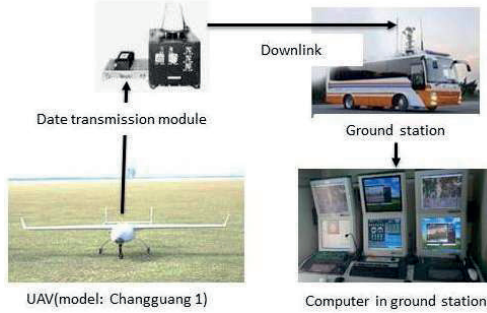 Downlink
Date transmission module
Ground station
UAV(model: Changguang 1)
Computer in ground station